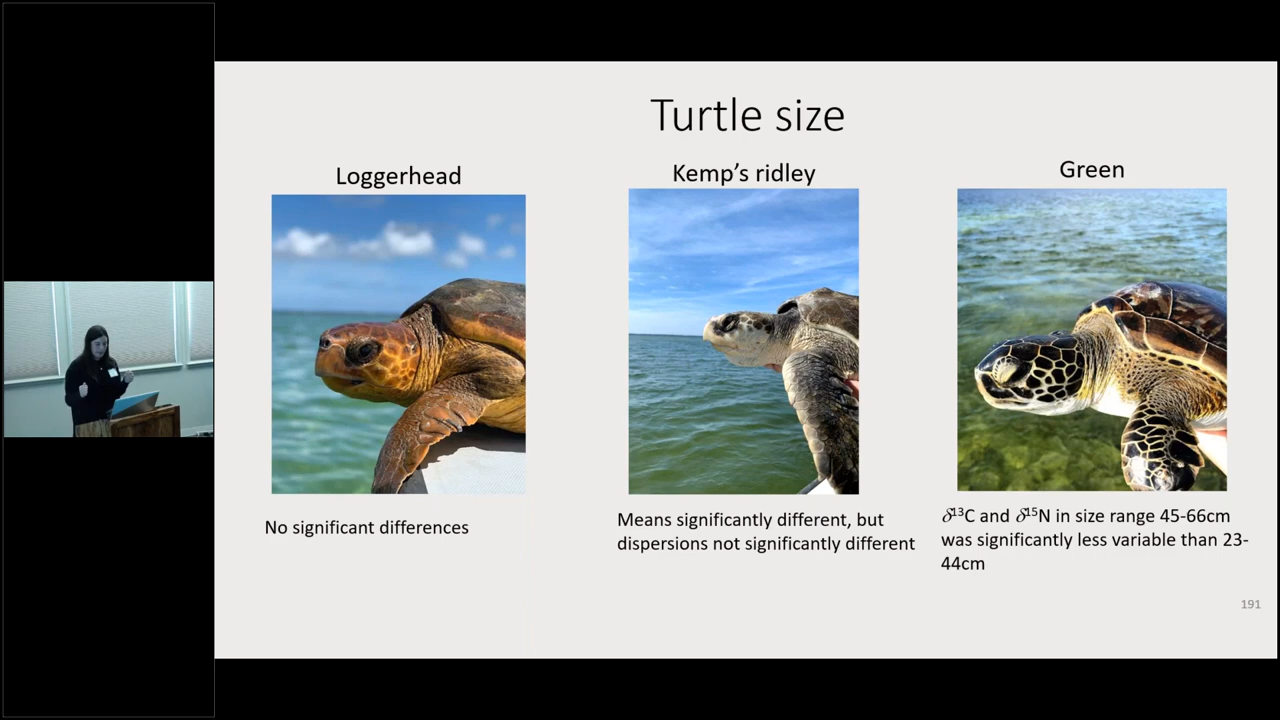 Turtle size
Loggerhead
Kemp's ridley
Green
No significant differences
Means significantly different, but
dispersions not significantly different
δ¹³C and δ¹⁵N in size range 45-66cm
was significantly less variable than 23-
44cm
191